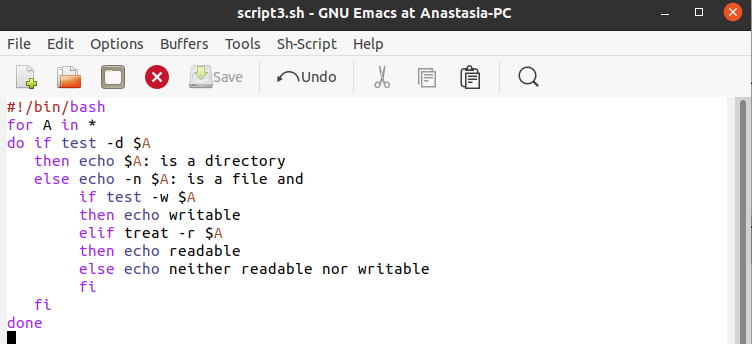 script3.sh - GNU Emacs at Anastasia-PC
File Edit Options Buffers Tools Sh-Script Help
Save Undo
#!/bin/bash
for A in *
do if test -d $A
   then echo $A: is a directory
   else echo -n $A: is a file and
        if test -w $A
        then echo writable
        elif treat -r $A
        then echo readable
        else echo neither readable nor writable
        fi
   fi
done